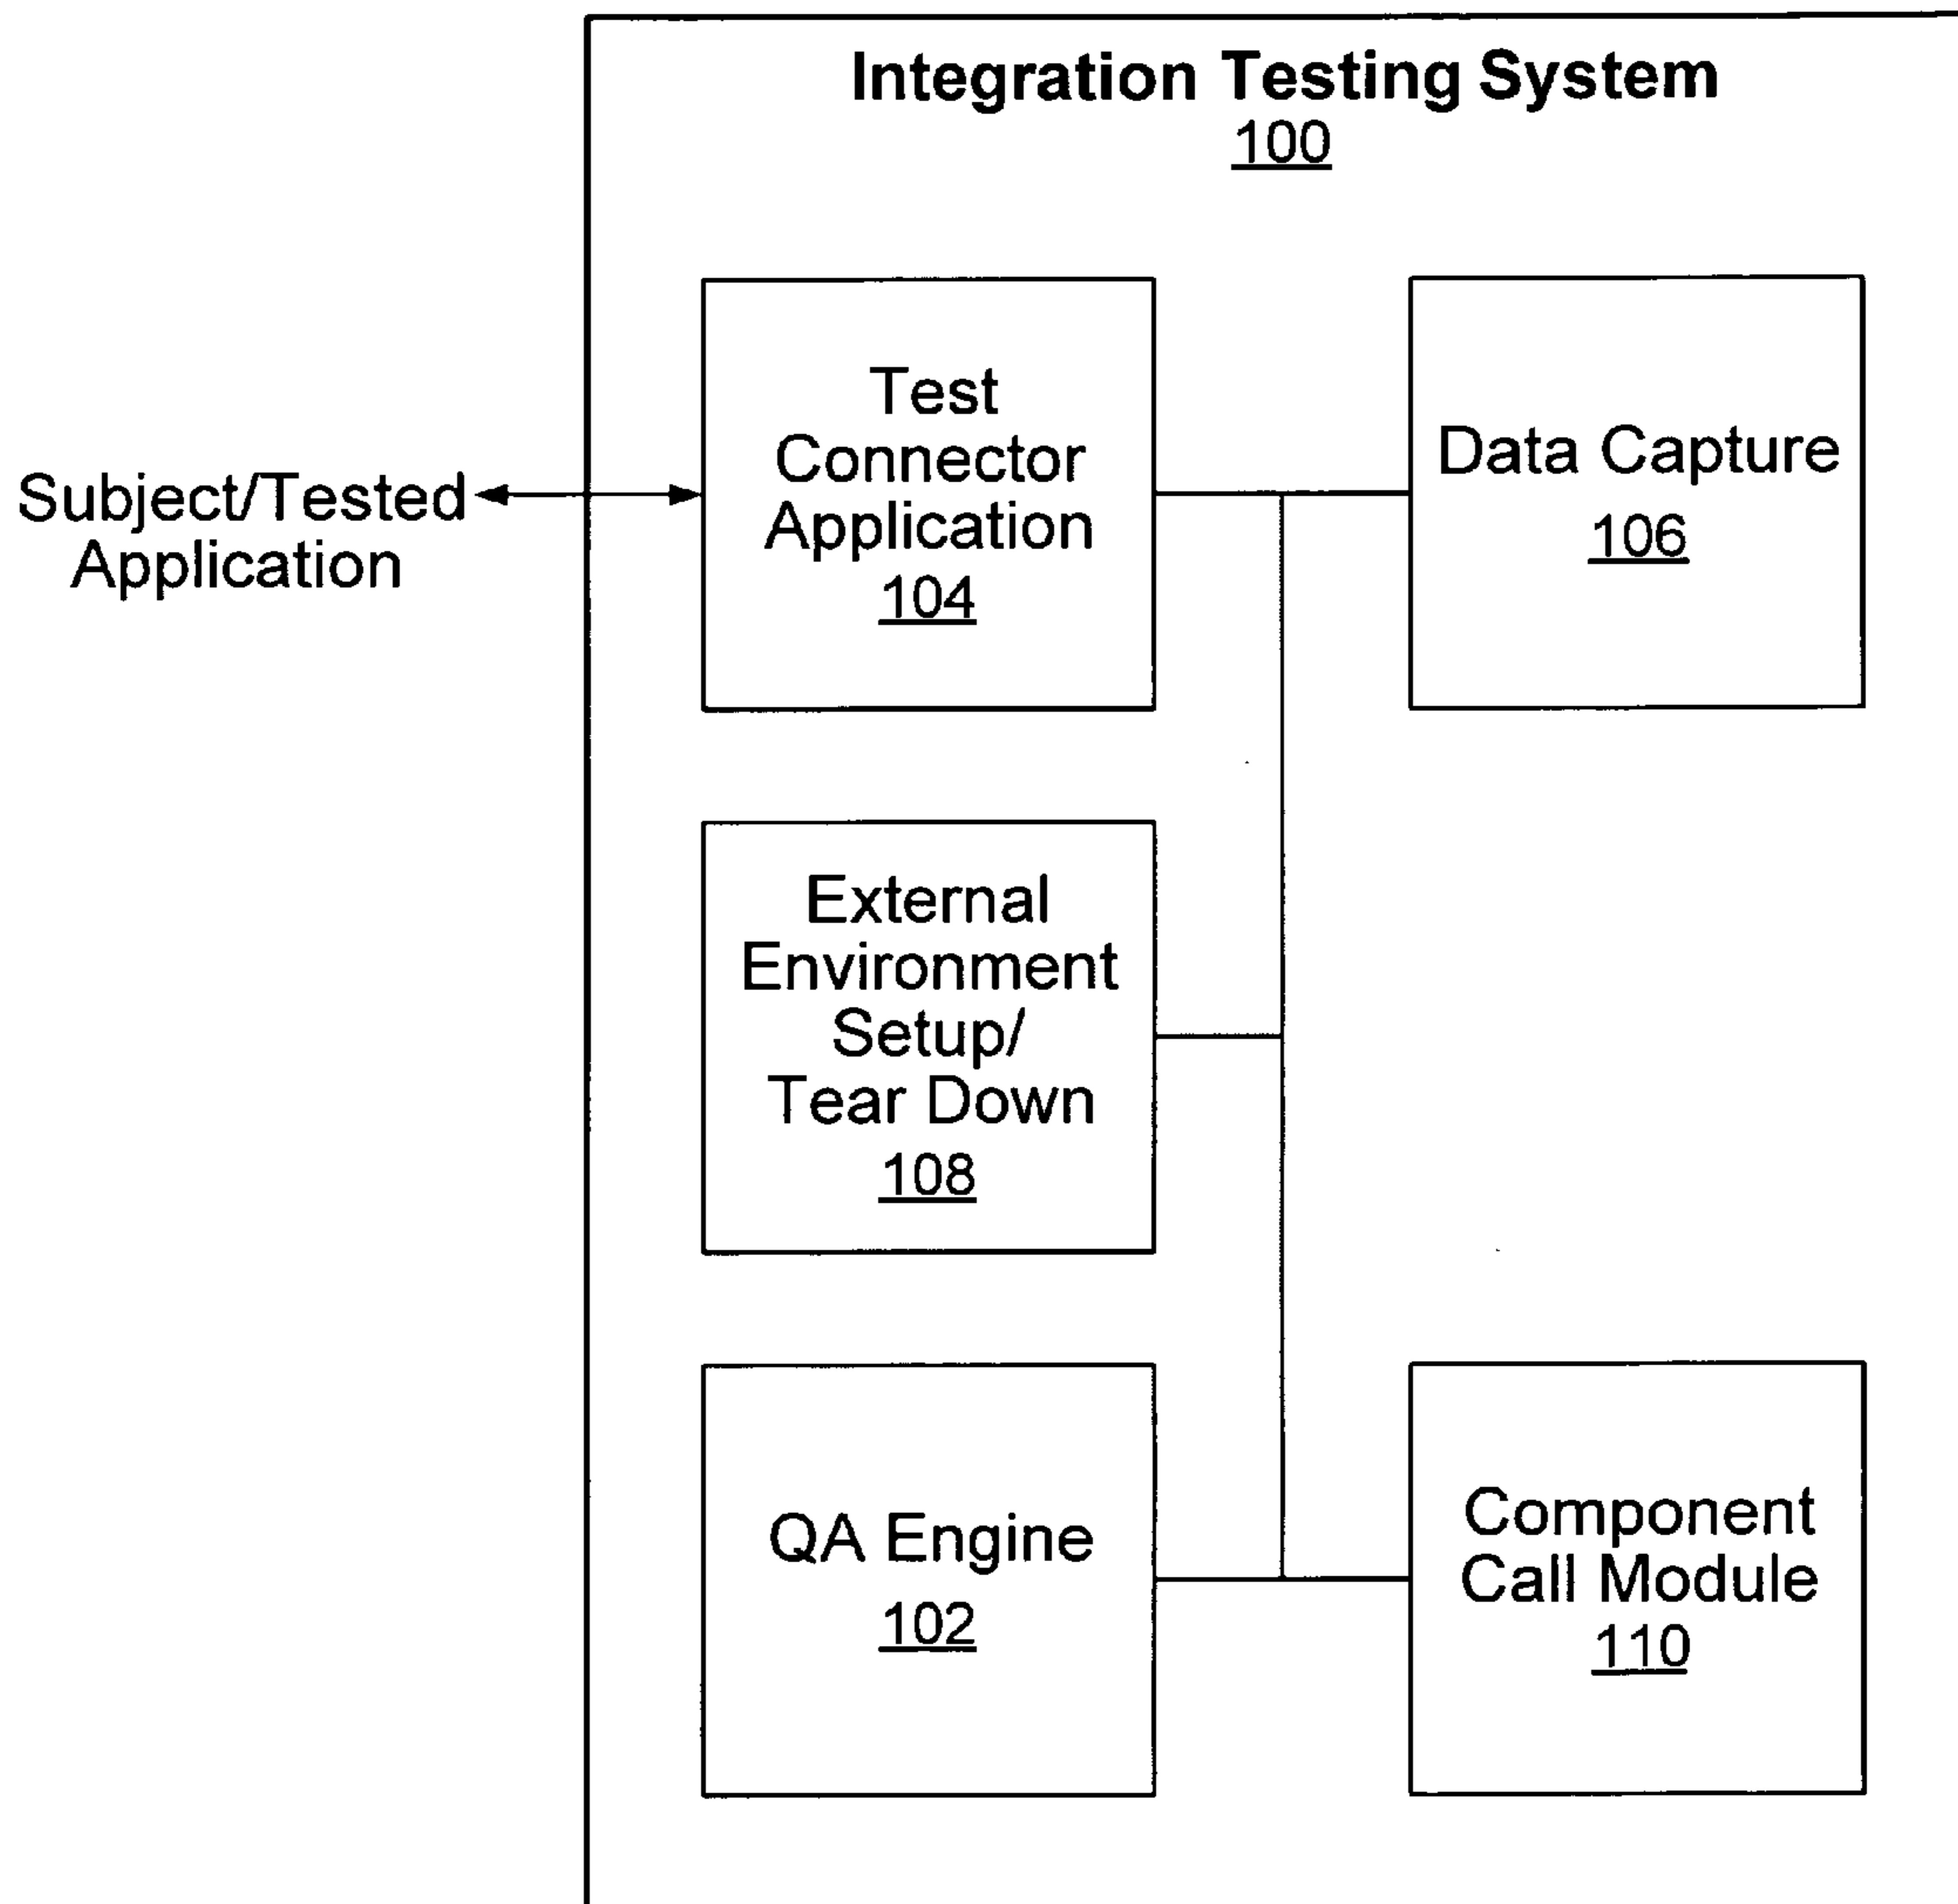 Integration Testing System
100
Subject/Tested
Application
Test
Connector
Application
104
Data Capture
106
External
Environment
Setup/
Tear Down
108
QA Engine
102
Component
Call Module
110